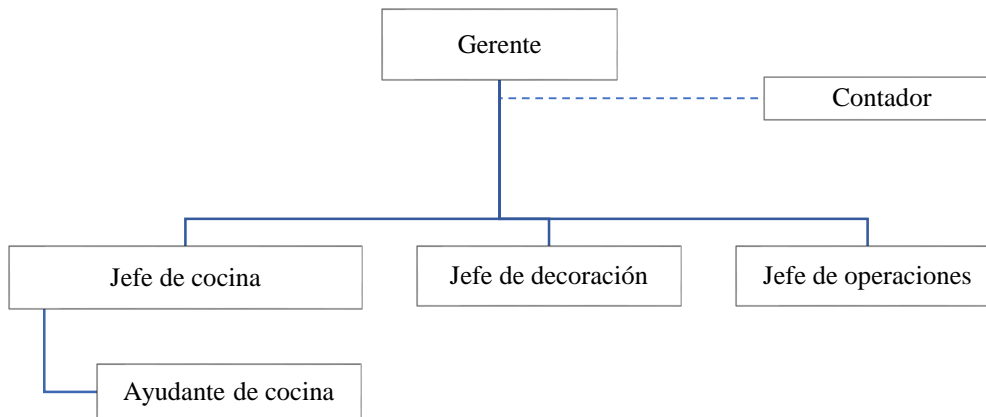 Gerente
Contador
Jefe de cocina
Jefe de decoración
Jefe de operaciones
Ayudante de cocina